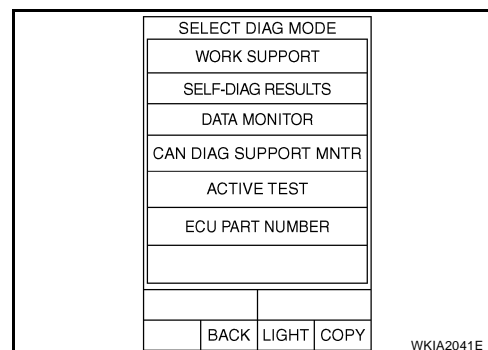 SELECT DIAG MODE
WORK SUPPORT
SELF-DIAG RESULTS
DATA MONITOR
CAN DIAG SUPPORT MNTR
ACTIVE TEST
ECU PART NUMBER
BACK LIGHT COPY
WKIA2041E